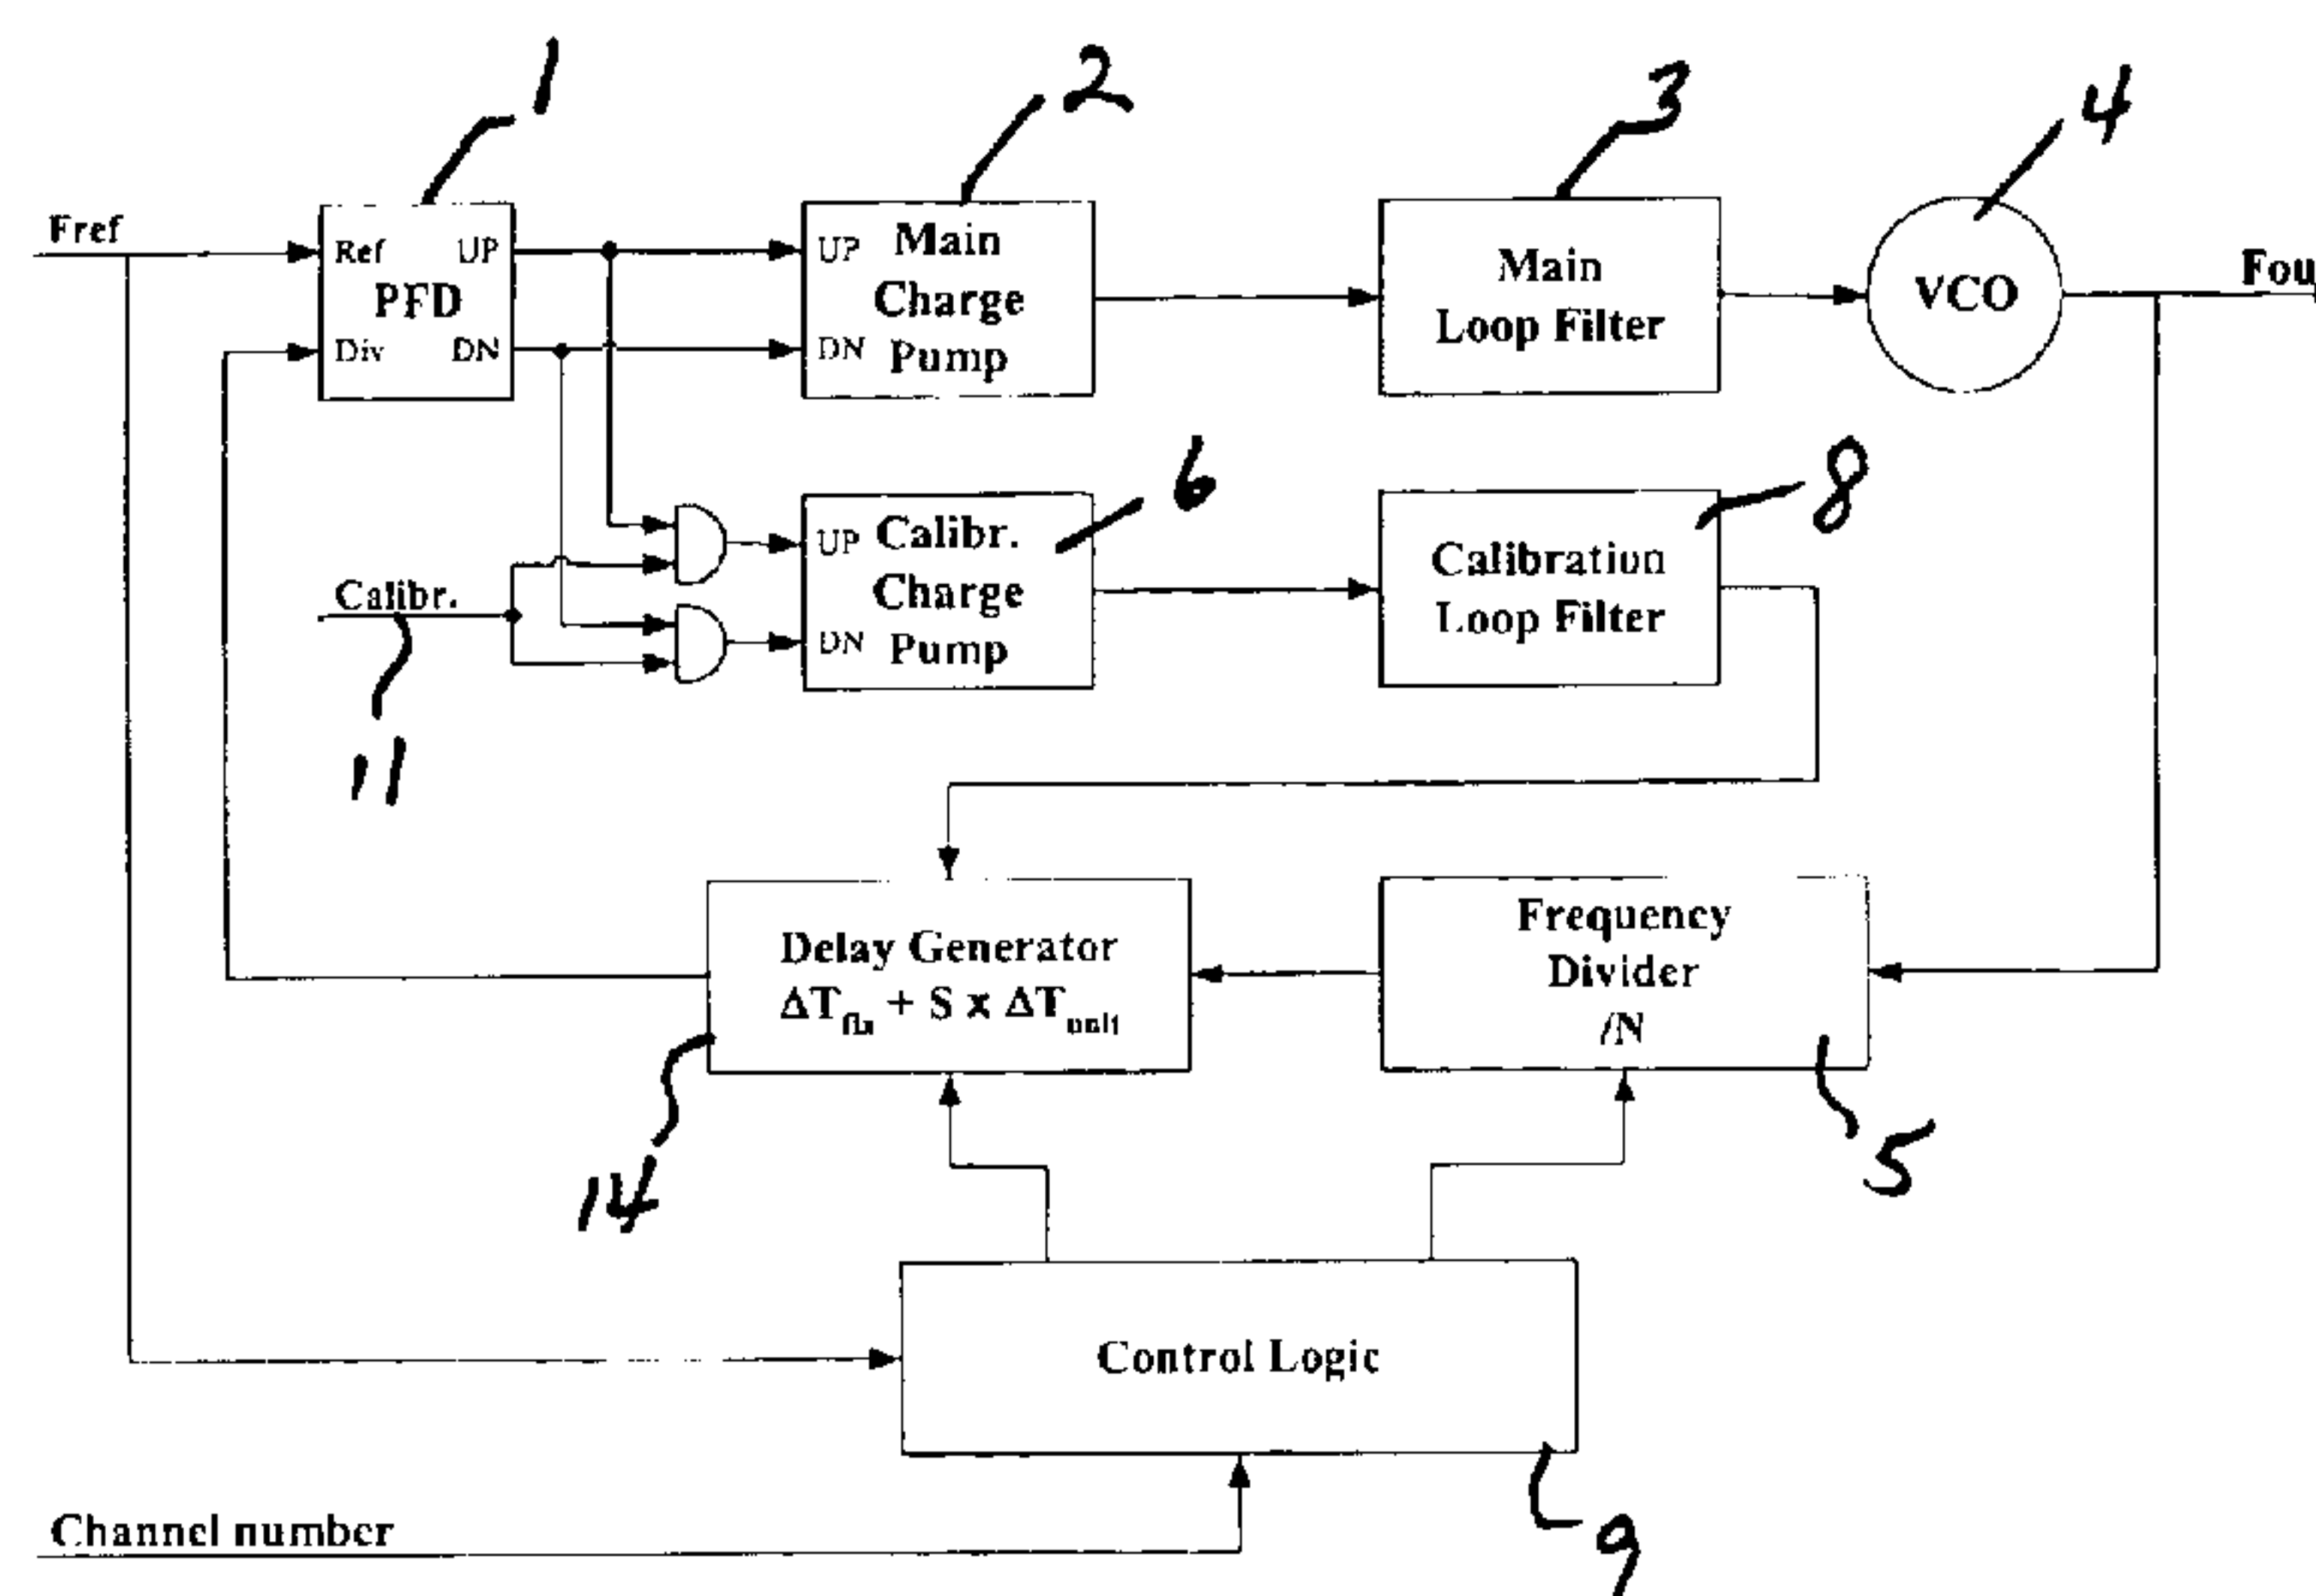 1
2
3
4
Fref
Ref UP
PFD
Div DN
UP Main
Charge
DN Pump
Main
Loop Filter
VCO
Fou
6
8
UP Calibr.
Charge
DN Pump
Calibration
Loop Filter
Calibr.
11
Delay Generator
ΔT + S x ΔTunit
Frequency
Divider
/N
14
5
Control Logic
9
Channel number